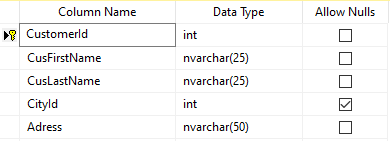 Column Name Data Type Allow Nulls
CustomerId int
CusFirstName nvarchar(25)
CusLastName nvarchar(25)
CityId int
Adress nvarchar(50)